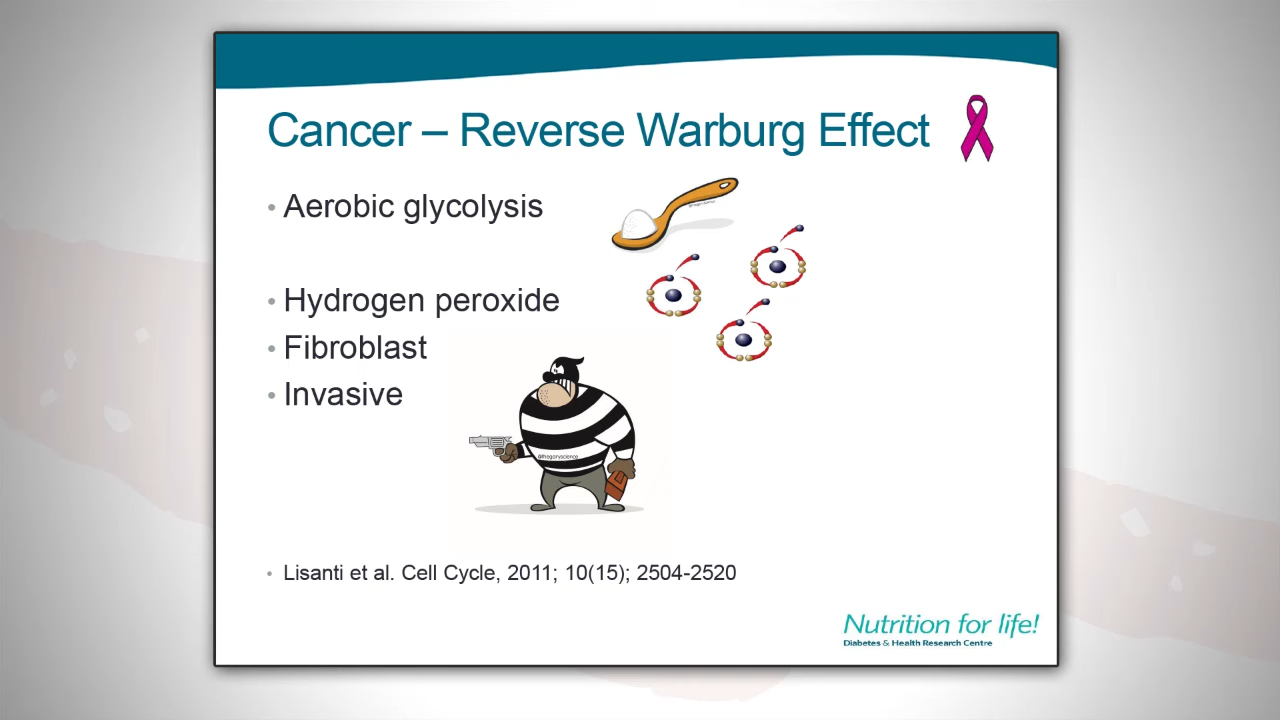 Cancer – Reverse Warburg Effect
• Aerobic glycolysis
• Hydrogen peroxide
• Fibroblast
• Invasive
@thegaryscience
• Lisanti et al. Cell Cycle, 2011; 10(15); 2504-2520
Nutrition for life!
Diabetes & Health Research Centre